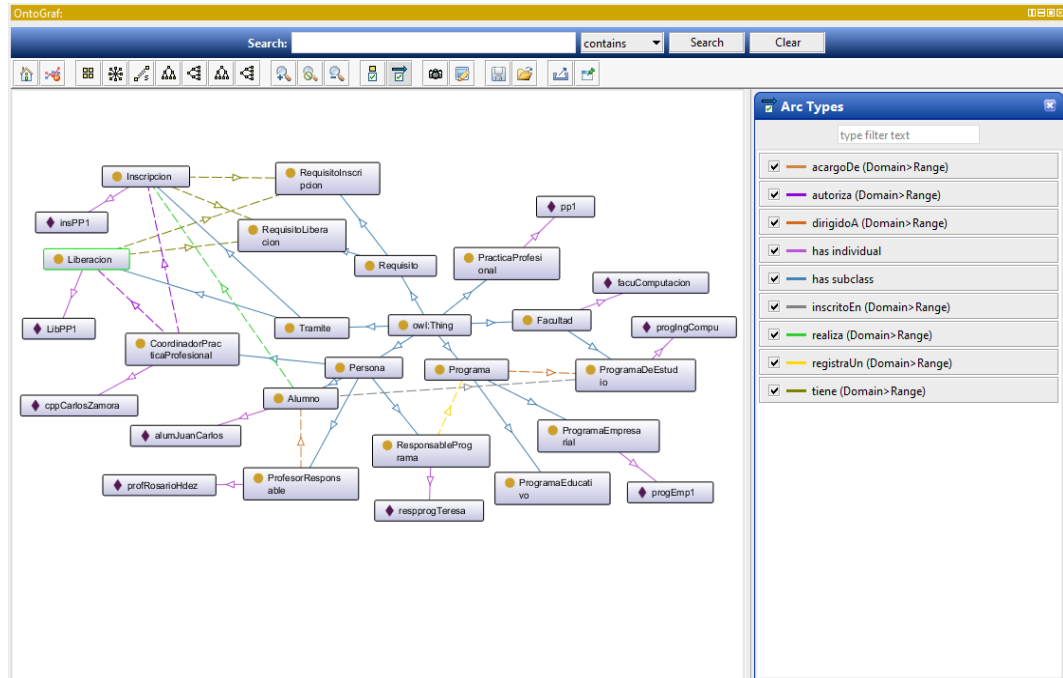 OntoGraf:
Search:
contains
Search
Clear
Arc Types
type filter text
acargoDe (Domain>Range)
autoriza (Domain>Range)
dirigidoA (Domain>Range)
has individual
has subclass
inscritoEn (Domain>Range)
realiza (Domain>Range)
registraUn (Domain>Range)
tiene (Domain>Range)
Inscripcion
RequisitoInscri
pcion
insPP1
pp1
RequisitoLibera
cion
Liberacion
Requisito
PracticaProfesi
onal
facuComputacion
LibPP1
Tramite
owl:Thing
Facultad
progIngCompu
CoordinadorPrac
ticaProfesional
Persona
Programa
ProgramaDeEstud
io
cppCarlosZamora
Alumno
alumJuanCarlos
ResponsableProg
rama
ProgramaEmpresa
rial
profRosarioHdez
ProfesorRespons
able
ProgramaEducati
vo
progEmp1
respprogTeresa